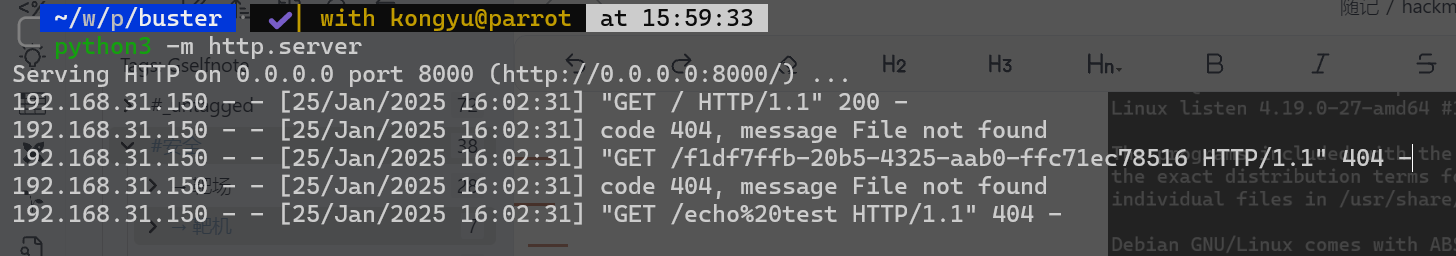 ~/w/p/buster ✔ with kongyu@parrot at 15:59:33
随记 / hackm
python3 -m http.server
Tags: Gselfnote
H2 H3 Hn B I S
Serving HTTP on 0.0.0.0 port 8000 (http://0.0.0.0:8000/) ...
192.168.31.150 - - [25/Jan/2025 16:02:31] "GET / HTTP/1.1" 200 -
Linux listen 4.19.0-27-amd64 #
192.168.31.150 - - [25/Jan/2025 16:02:31] code 404, message File not found
192.168.31.150 - - [25/Jan/2025 16:02:31] "GET /f1df7ffb-20b5-4325-aab0-ffc71ec78516 HTTP/1.1" 404 -
the exact distribution terms fo
192.168.31.150 - - [25/Jan/2025 16:02:31] code 404, message File not found
individual files in /usr/share/
192.168.31.150 - - [25/Jan/2025 16:02:31] "GET /echo%20test HTTP/1.1" 404 -
→ 靶机 7
Debian GNU/Linux comes with ABS